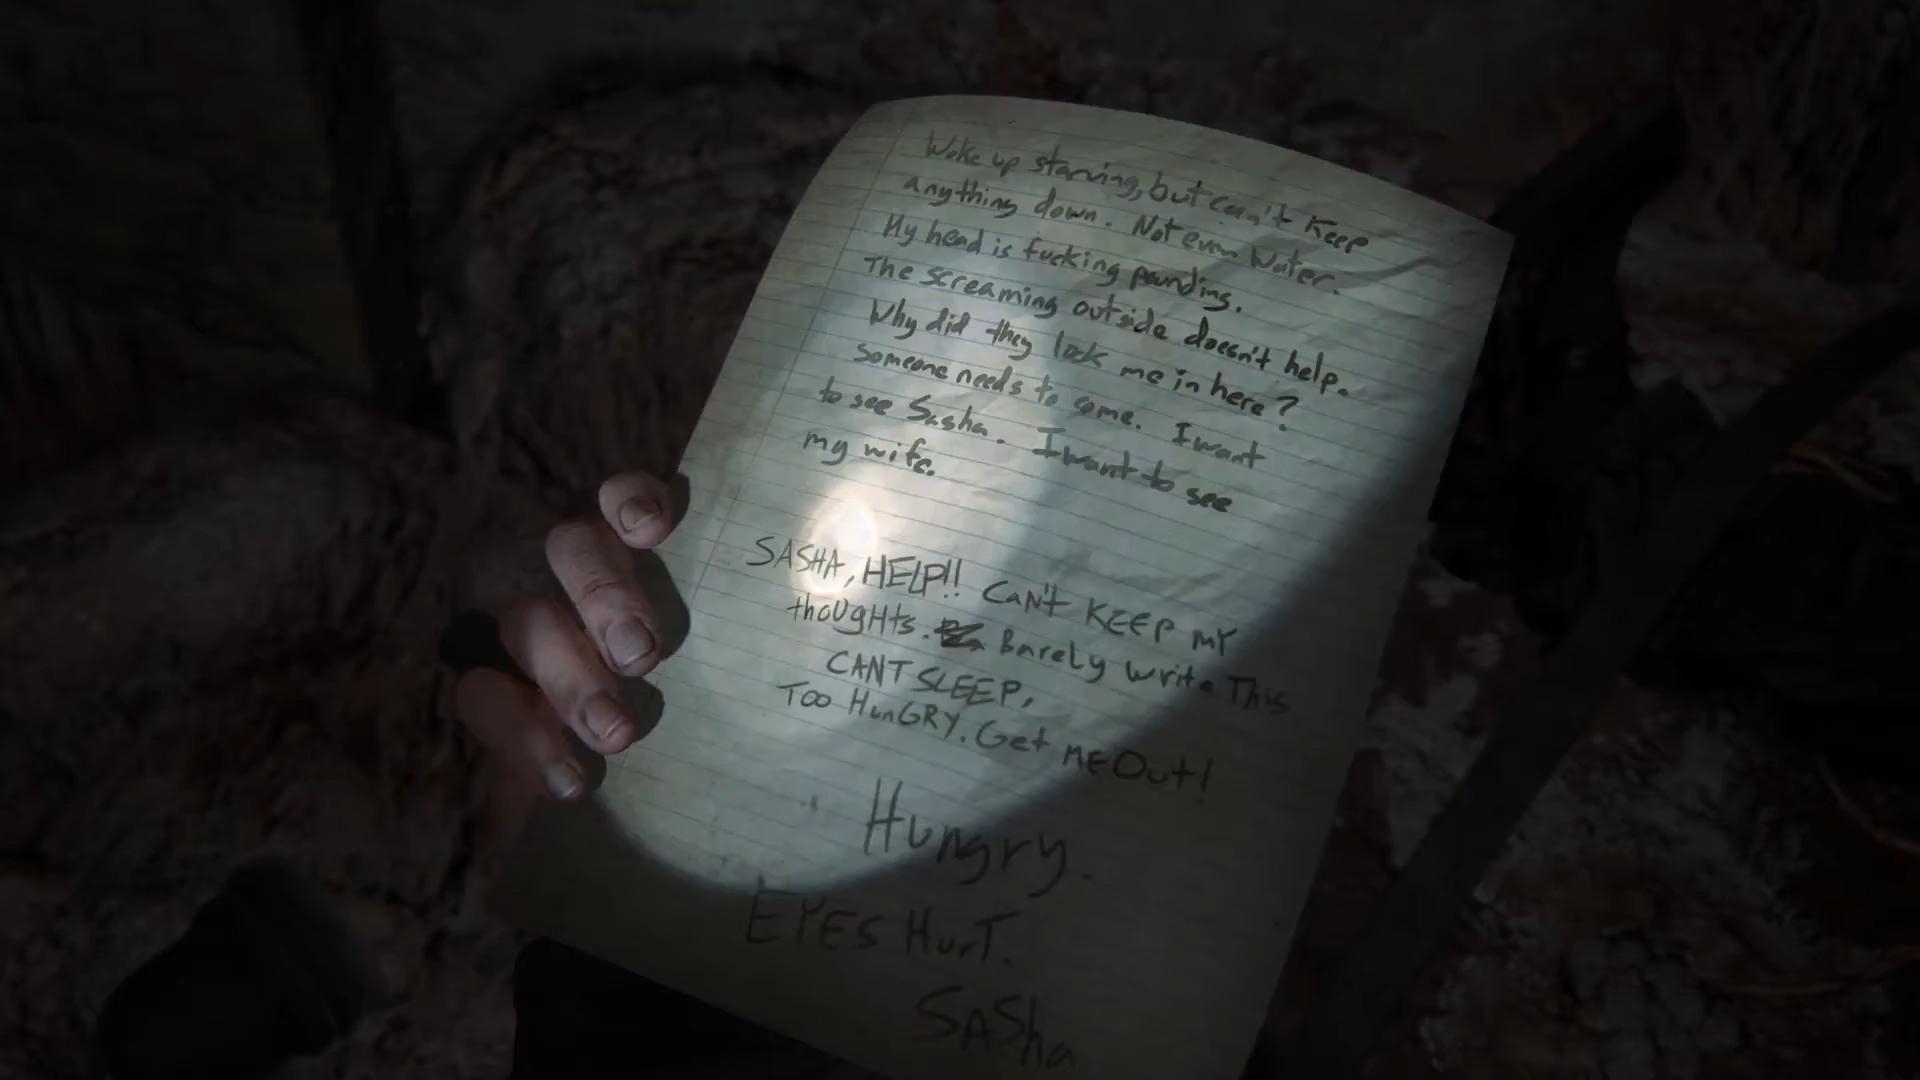 Woke up starving, but can't keep
anything down. Not even water.
My head is fucking pounding.
The screaming outside doesn't help.
Why did they lock me in here?
Someone needs to come. I want
to see Sasha. I want to see
my wife.
SASHA, HELP!! CaN'T KEEP MY
thoUgHts. Barely write This
CANT SLEEP,
TOO HunGRY. Get ME Out!
Hungry.
EYES HurT.
SaSha